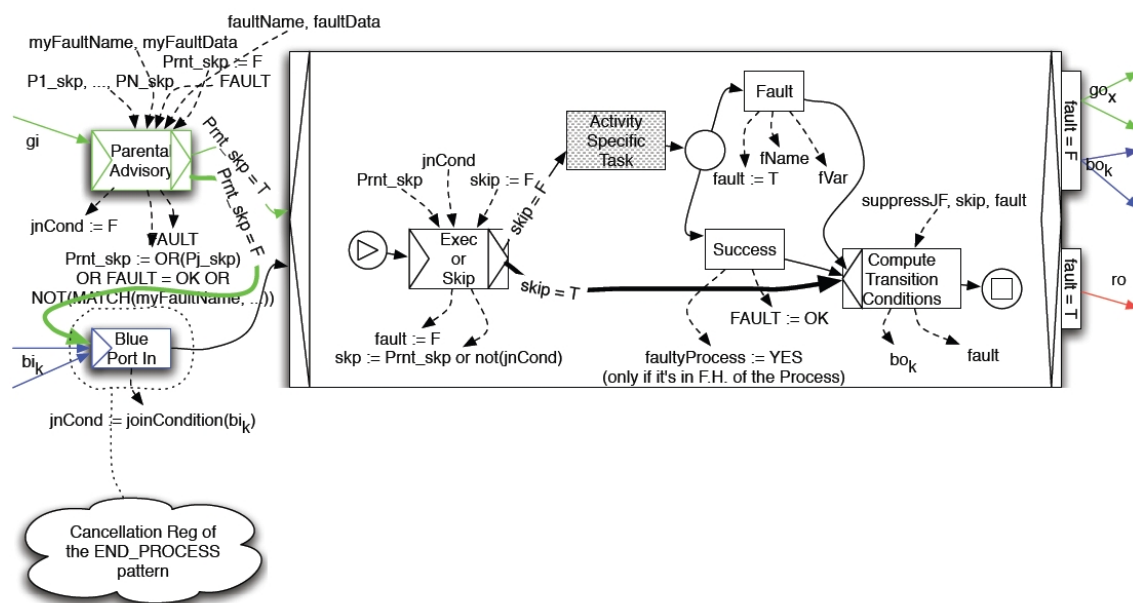 faultName, faultData
myFaultName, myFaultData
Prnt_skp := F
P1_skp, ..., PN_skp
FAULT
gi
Parental
Advisory
Prnt_skp = T
Prnt_skp = F
jnCond := F
FAULT
Prnt_skp := OR(Pj_skp)
OR FAULT = OK OR
NOT(MATCH(myFaultName, ...))
bik
Blue
Port In
jnCond := joinCondition(bik)
Cancellation Reg of
the END_PROCESS
pattern
Prnt_skp
jnCond
skip := F
Exec
or
Skip
skip = F
skip = T
fault := F
skp := Prnt_skp or not(jnCond)
Activity
Specific
Task
Fault
fault := T
fName
fVar
Success
FAULT := OK
faultyProcess := YES
(only if it's in F.H. of the Process)
suppressJF, skip, fault
Compute
Transition
Conditions
bok
fault
fault = F
gox
bok
fault = T
ro